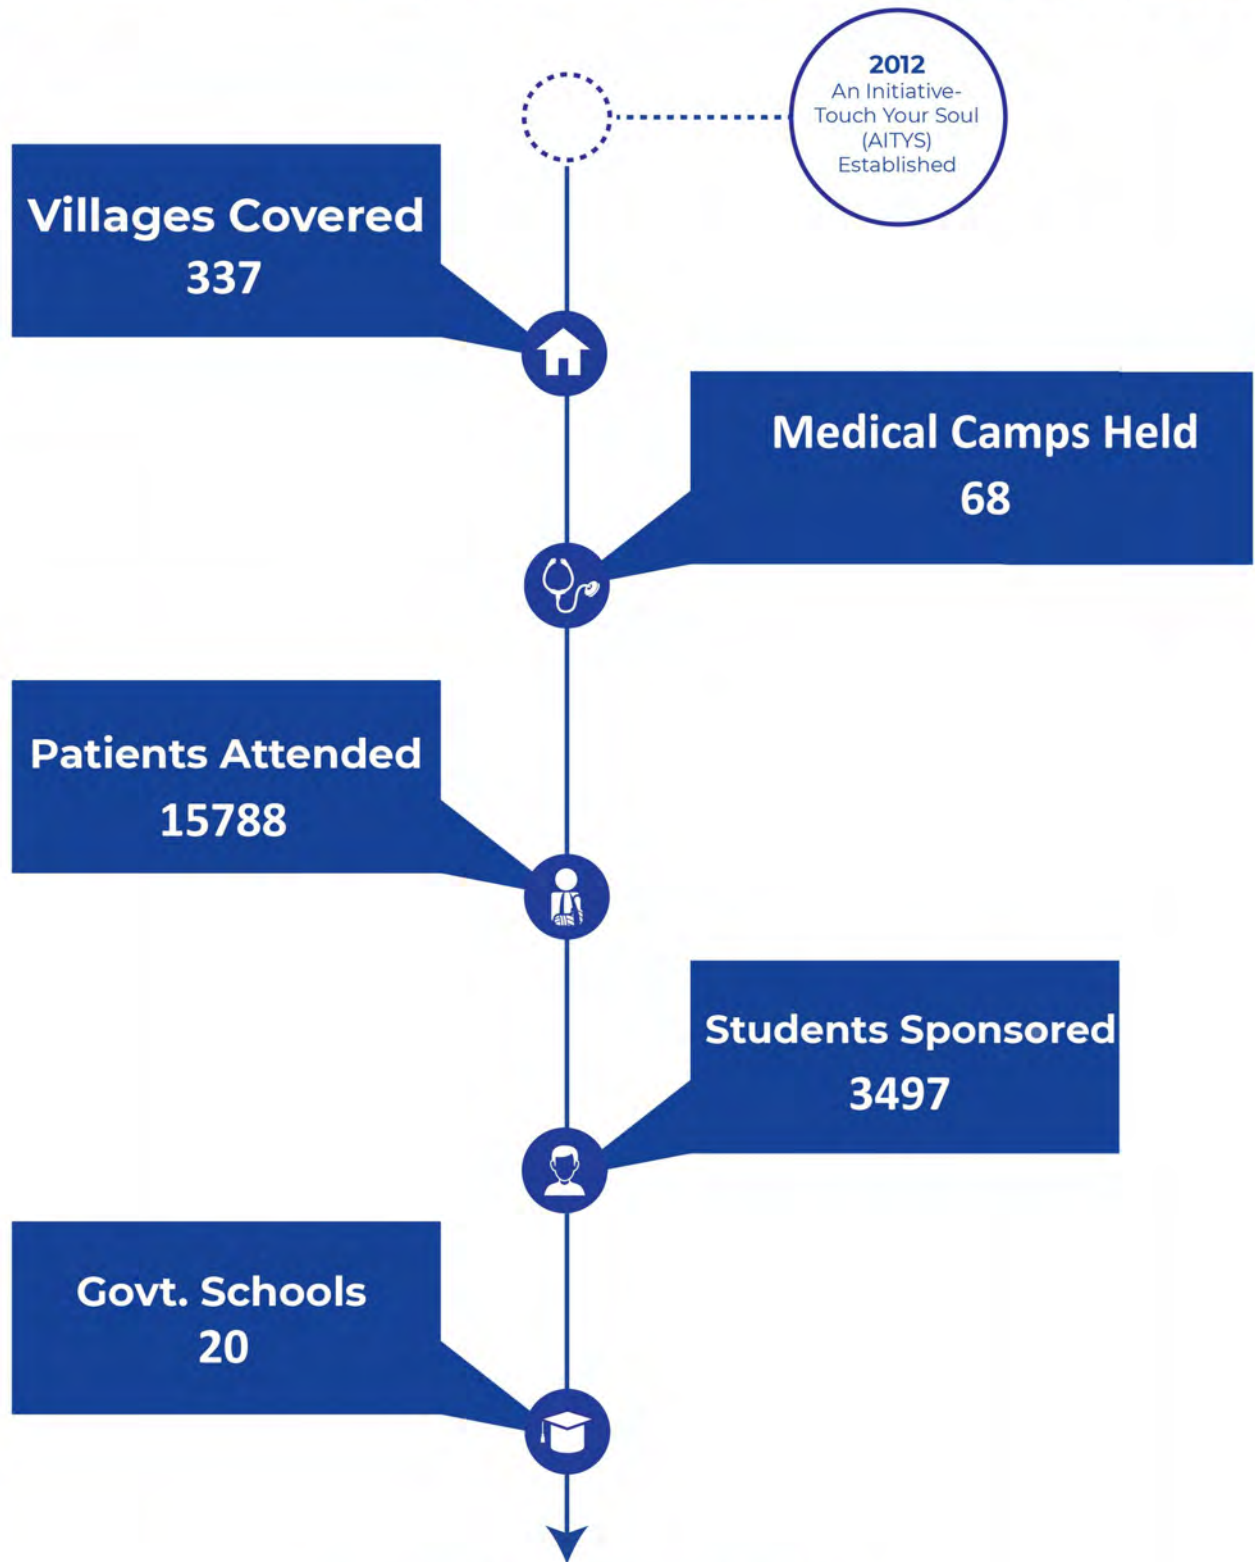 2012
An Initiative-
Touch Your Soul
(AITYS)
Established
Villages Covered
337
Medical Camps Held
68
Patients Attended
15788
Students Sponsored
3497
Govt. Schools
20